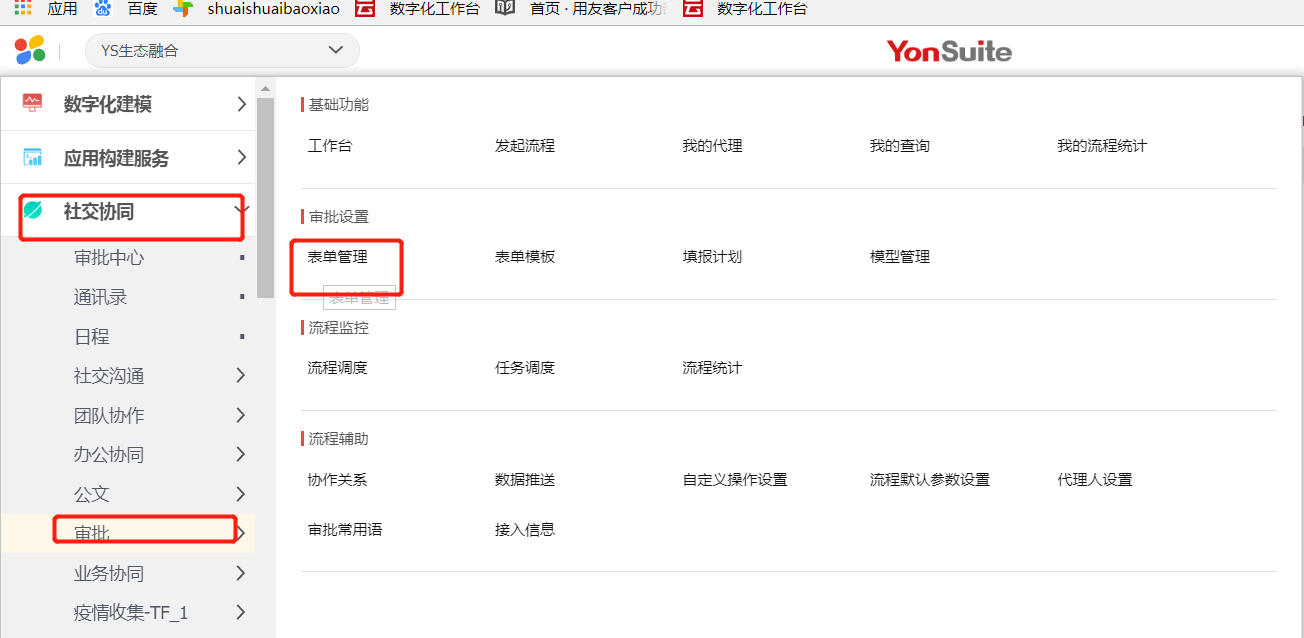 应用 百度 shuaishuaibaoxiao 数字化工作台 首页 · 用友客户成功 数字化工作台
YS生态融合 YonSuite
数字化建模
应用构建服务
社交协同
审批中心
通讯录
日程
社交沟通
团队协作
办公协同
公文
审批
业务协同
疫情收集-TF_1
基础功能
工作台 发起流程 我的代理 我的查询 我的流程统计
审批设置
表单管理 表单模板 填报计划 模型管理
表单管理
流程监控
流程调度 任务调度 流程统计
流程辅助
协作关系 数据推送 自定义操作设置 流程默认参数设置 代理人设置
审批常用语 接入信息